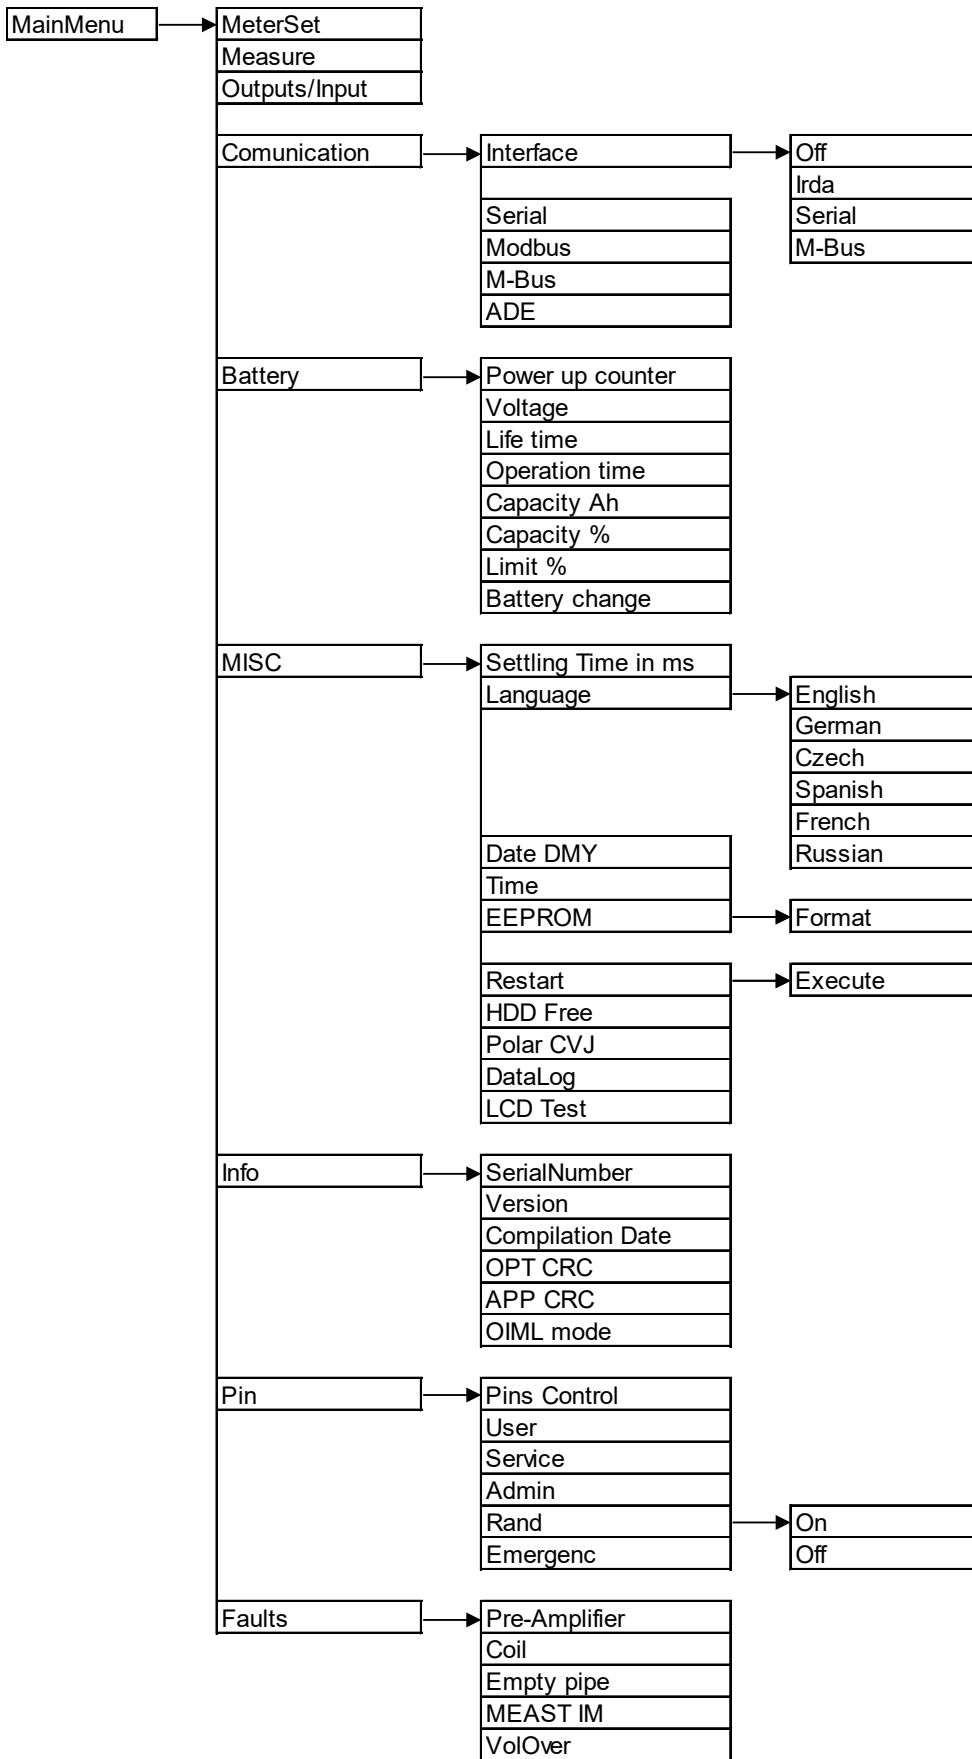 MainMenu
MeterSet
Measure
Outputs/Input
Comunication
Interface
Off
Irda
Serial
Serial
Modbus
M-Bus
M-Bus
ADE
Battery
Power up counter
Voltage
Life time
Operation time
Capacity Ah
Capacity %
Limit %
Battery change
MISC
Settling Time in ms
Language
English
German
Czech
Spanish
French
Date DMY
Russian
Time
EEPROM
Format
Restart
Execute
HDD Free
Polar CVJ
DataLog
LCD Test
Info
SerialNumber
Version
Compilation Date
OPT CRC
APP CRC
OIML mode
Pin
Pins Control
User
Service
Admin
Rand
On
Emergenc
Off
Faults
Pre-Amplifier
Coil
Empty pipe
MEAST IM
VolOver